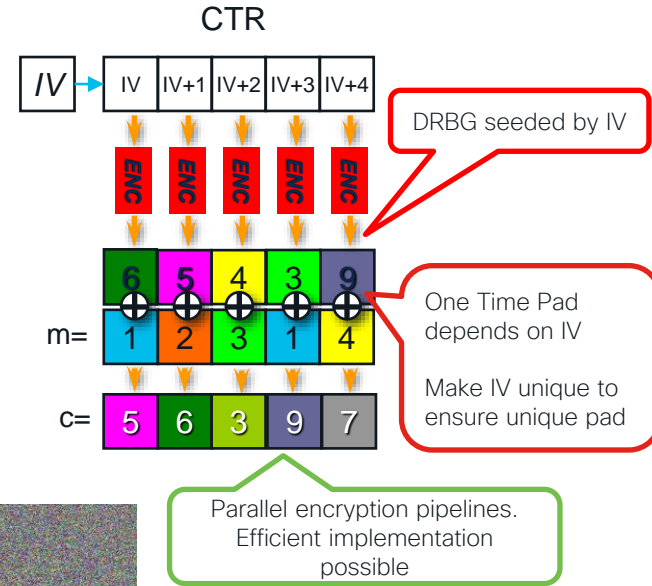 CTR
IV IV IV+1 IV+2 IV+3 IV+4
DRBG seeded by IV
ENC ENC ENC ENC ENC
6 5 4 3 9
m= 1 2 3 1 4
One Time Pad
depends on IV
Make IV unique to
ensure unique pad
c= 5 6 3 9 7
Parallel encryption pipelines.
Efficient implementation
possible